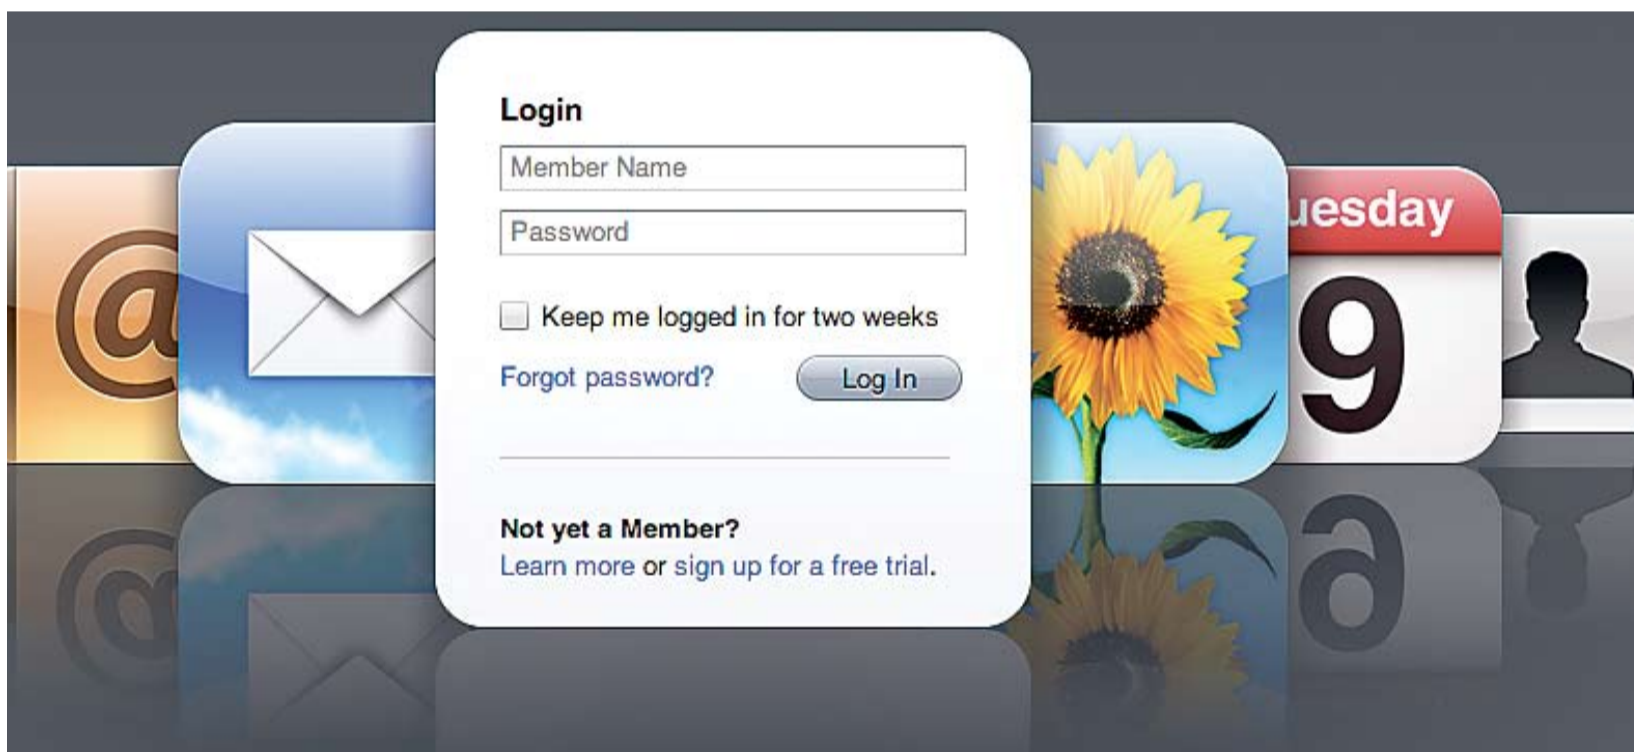 Login
Member Name
Password
Keep me logged in for two weeks
Forgot password?
Log In
Not yet a Member?
Learn more or sign up for a free trial.
@
uesday
9